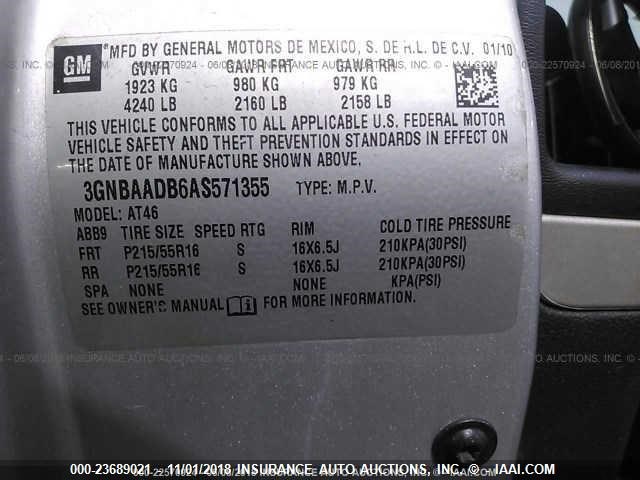 GM
MFD BY GENERAL MOTORS DE MEXICO, S. DE R.L. DE C.V. 01/10
GVWR GAWR FRT GAWR RR
1923 KG 980 KG 979 KG
4240 LB 2160 LB 2158 LB
THIS VEHICLE CONFORMS TO ALL APPLICABLE U.S. FEDERAL MOTOR
VEHICLE SAFETY AND THEFT PREVENTION STANDARDS IN EFFECT ON
THE DATE OF MANUFACTURE SHOWN ABOVE.
3GNBAADB6AS571355 TYPE: M.P.V.
MODEL: AT46
ABB9 TIRE SIZE SPEED RTG RIM COLD TIRE PRESSURE
FRT P215/55R16 S 16X6.5J 210KPA(30PSI)
RR P215/55R16 S 16X6.5J 210KPA(30PSI)
SPA NONE NONE KPA(PSI)
SEE OWNER'S MANUAL FOR MORE INFORMATION.
000-23689021 - 11/01/2018 - INSURANCE AUTO AUCTIONS, INC. - © IAAI.COM